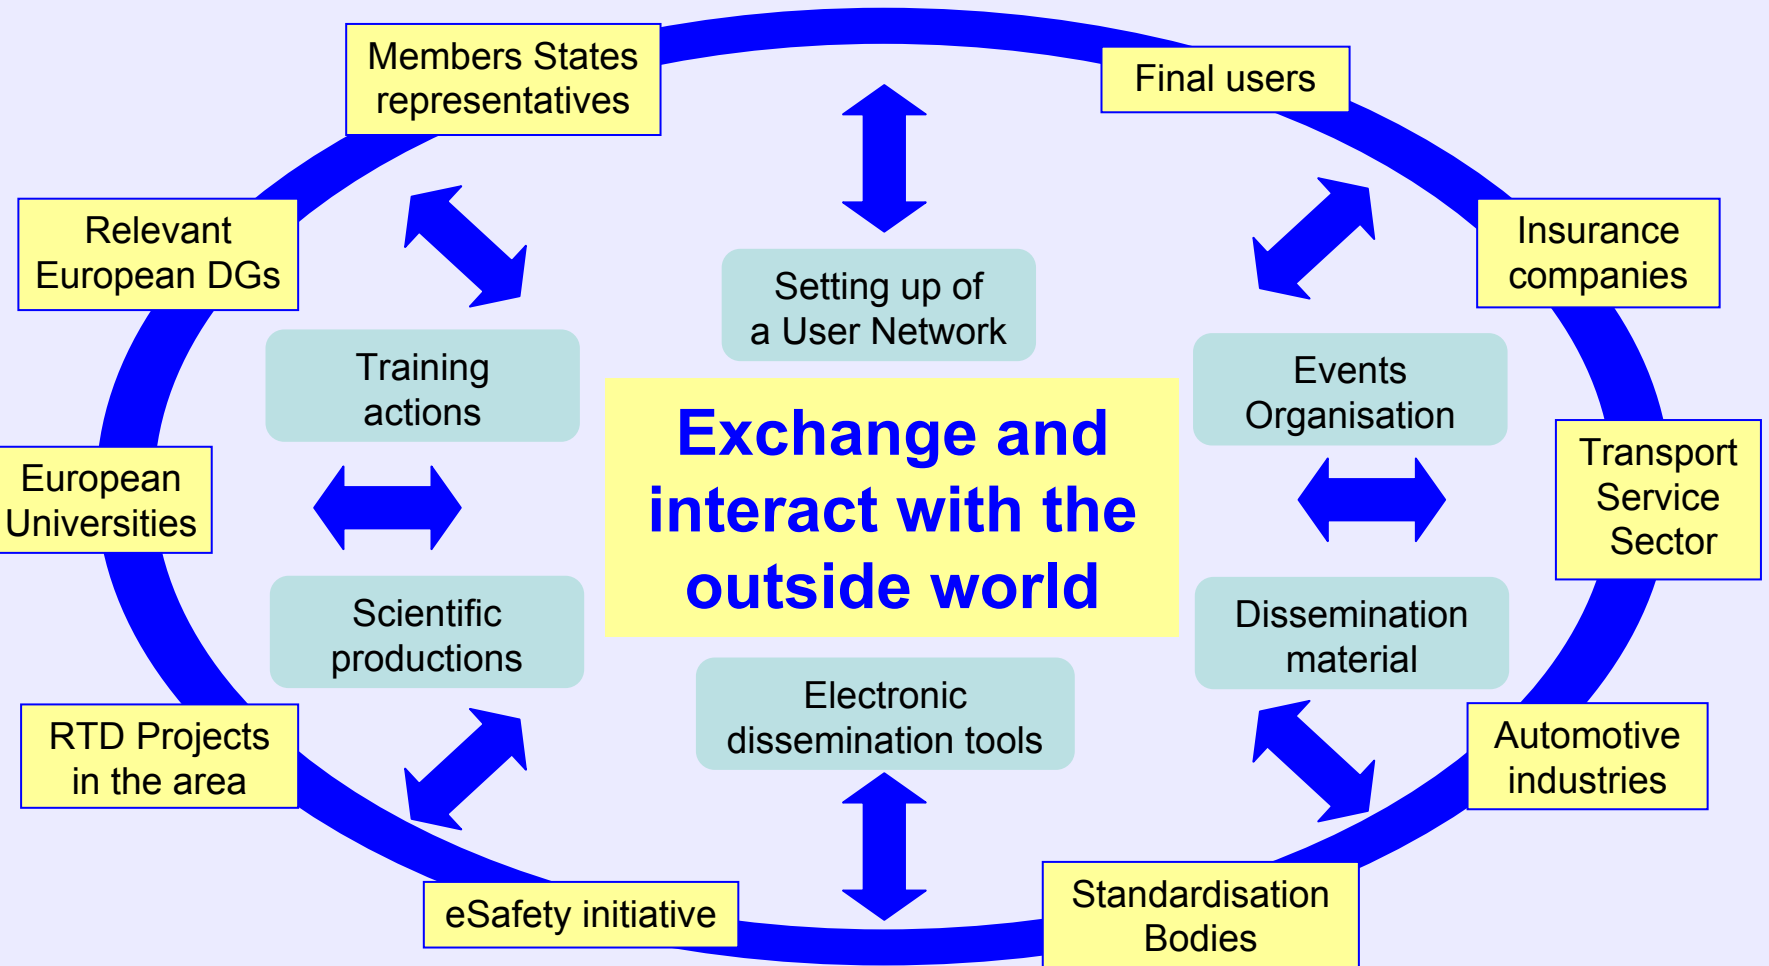 Members States
representatives
Final users
Relevant
European DGs
Insurance
companies
Setting up of
a User Network
Training
actions
Events
Organisation
Exchange and
interact with the
outside world
European
Universities
Transport
Service
Sector
Scientific
productions
Dissemination
material
Electronic
dissemination tools
RTD Projects
in the area
Automotive
industries
eSafety initiative
Standardisation
Bodies